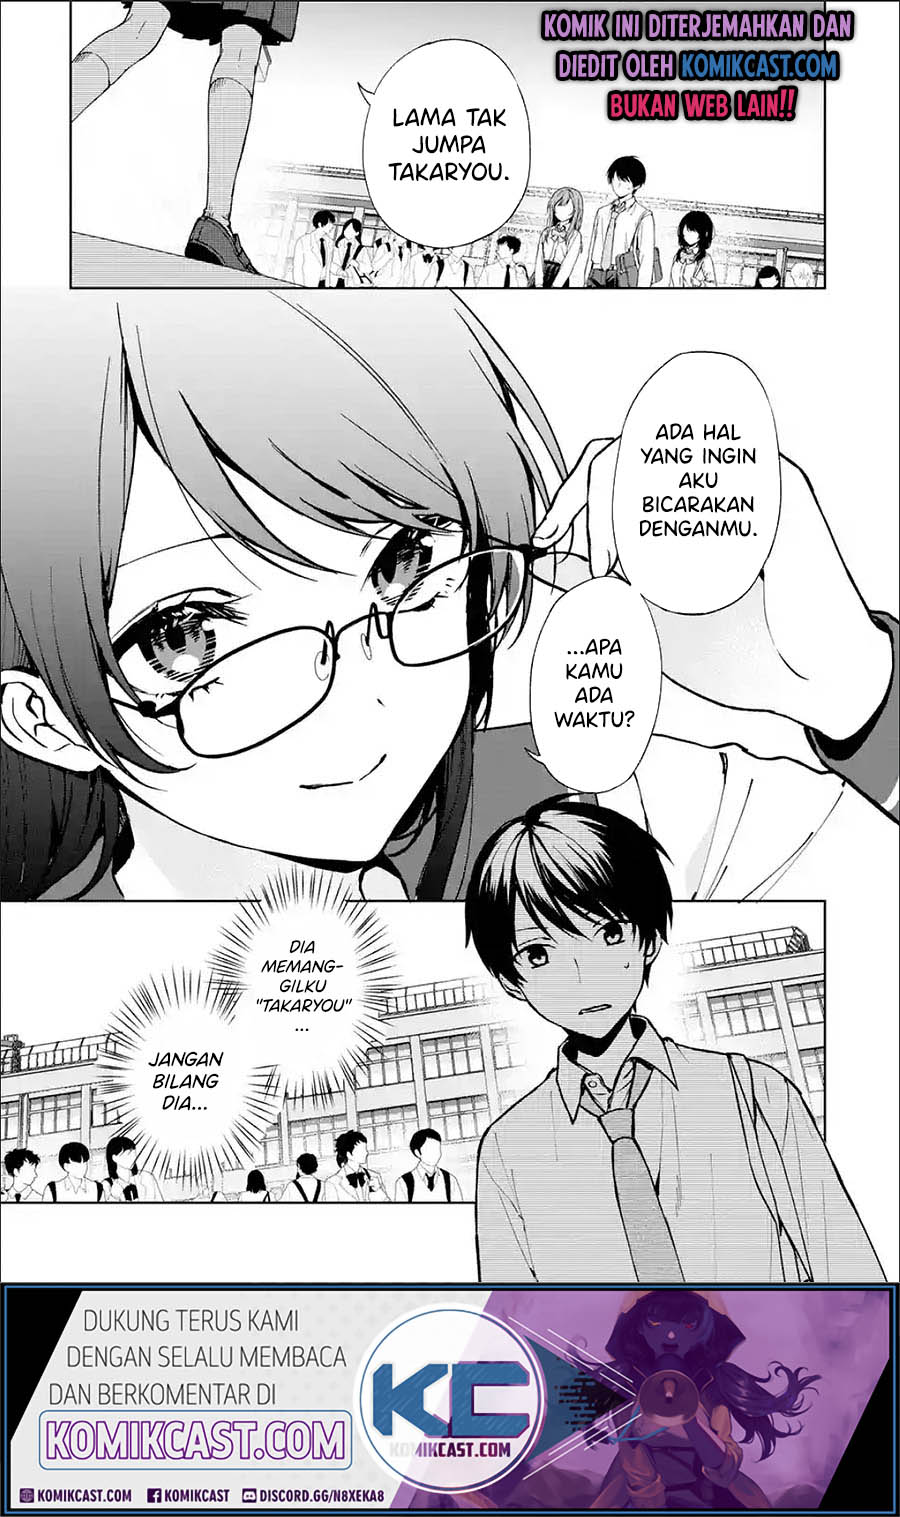 KOMIK INI DITERJEMAHKAN DAN
DIEDIT OLEH KOMIKCAST.COM
BUKAN WEB LAIN!!
LAMA TAK
JUMPA
TAKARYOU.
ADA HAL
YANG INGIN
AKU
BICARAKAN
DENGANMU.
...APA
KAMU
ADA
WAKTU?
DIA
MEMANG-
GILKU
"TAKARYOU"
...
JANGAN
BILANG
DIA...
DUKUNG TERUS KAMI
DENGAN SELALU MEMBACA
DAN BERKOMENTAR DI
KOMIKCAST.COM
KC
KOMIKCAST.COM
KOMIKCAST.COM KOMIKCAST DISCORD.GG/N8XEKA8